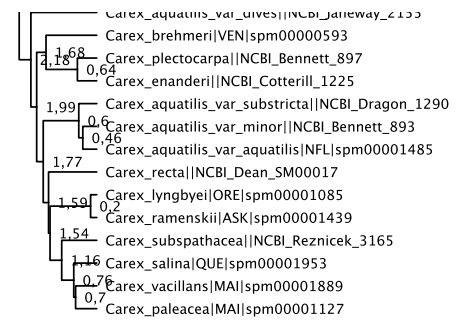 Carex_aquatilis_var_dives||NCBI_Janeway_2155
Carex_brehmeri|VEN|spm00000593
1,68
Carex_plectocarpa||NCBI_Bennett_897
2,18
0,64
Carex_enanderi||NCBI_Cotterill_1225
Carex_aquatilis_var_substricta||NCBI_Dragon_1290
1,99
0,6
Carex_aquatilis_var_minor||NCBI_Bennett_893
0,46
Carex_aquatilis_var_aquatilis|NFL|spm00001485
1,77
Carex_recta||NCBI_Dean_SM00017
Carex_lyngbyei|ORE|spm00001085
1,59
0,2
Carex_ramenskii|ASK|spm00001439
1,54
Carex_subspathacea||NCBI_Reznicek_3165
1,16
Carex_salina|QUE|spm00001953
0,76
Carex_vacillans|MAI|spm00001889
0,7
Carex_paleacea|MAI|spm00001127